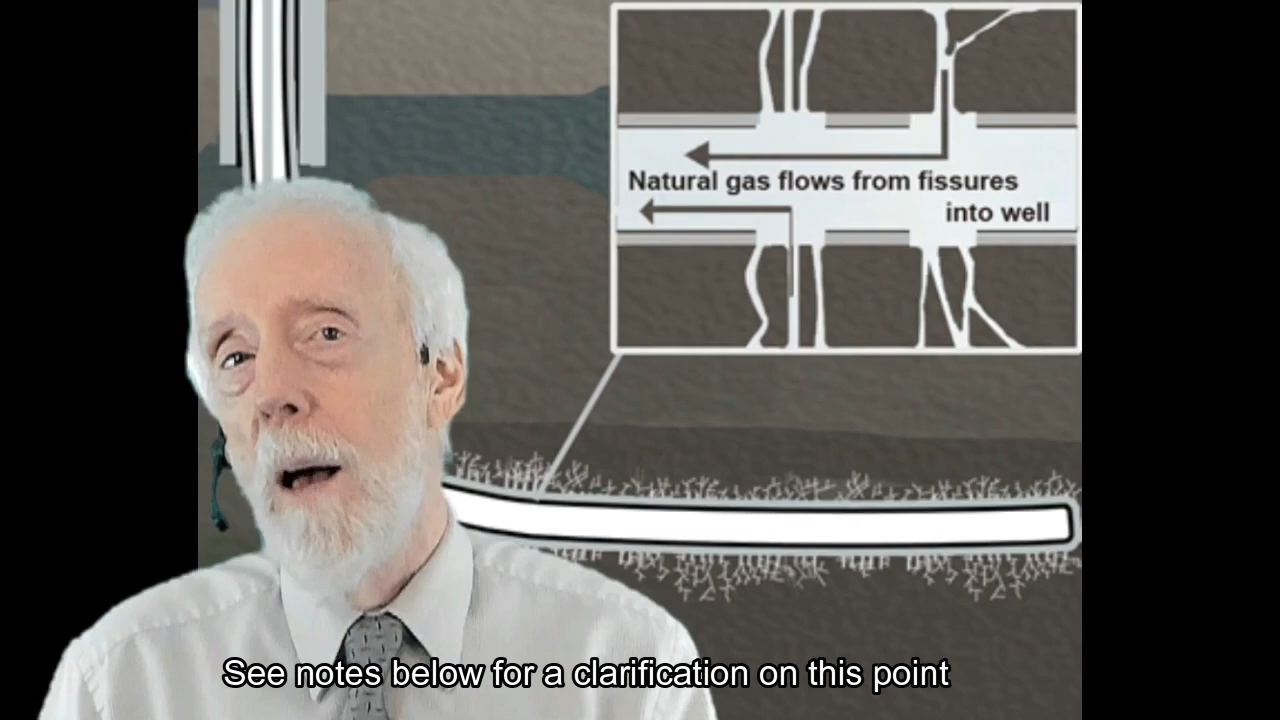 Natural gas flows from fissures
into well
See notes below for a clarification on this point